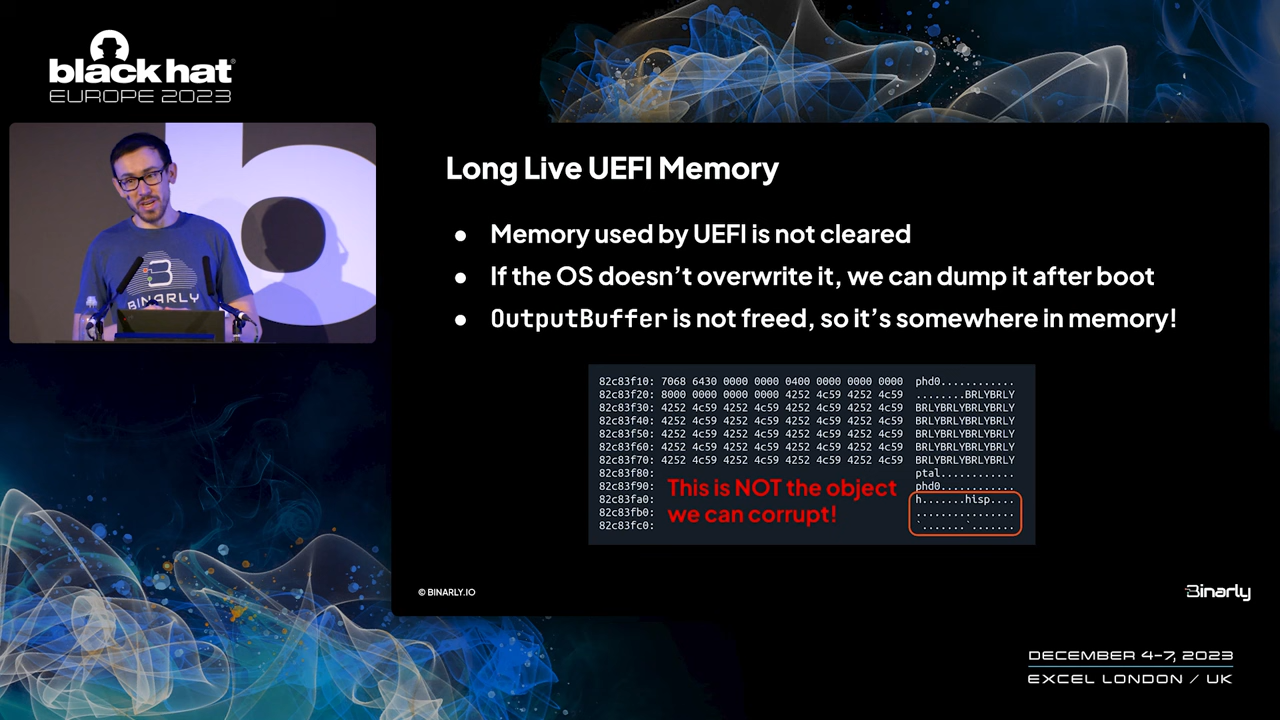 black hat®
EUROPE 2023
BINARLY
Long Live UEFI Memory
● Memory used by UEFI is not cleared
● If the OS doesn’t overwrite it, we can dump it after boot
● OutputBuffer is not freed, so it’s somewhere in memory!
82c83f10: 7068 6430 0000 0000 0400 0000 0000 0000 phd0............
82c83f20: 8000 0000 0000 0000 4252 4c59 4252 4c59 ........BRLYBRLY
82c83f30: 4252 4c59 4252 4c59 4252 4c59 4252 4c59 BRLYBRLYBRLYBRLY
82c83f40: 4252 4c59 4252 4c59 4252 4c59 4252 4c59 BRLYBRLYBRLYBRLY
82c83f50: 4252 4c59 4252 4c59 4252 4c59 4252 4c59 BRLYBRLYBRLYBRLY
82c83f60: 4252 4c59 4252 4c59 4252 4c59 4252 4c59 BRLYBRLYBRLYBRLY
82c83f70: 4252 4c59 4252 4c59 4252 4c59 4252 4c59 BRLYBRLYBRLYBRLY
82c83f80: ptal............
82c83f90: phd0............
82c83fa0: h.......hisp....
82c83fb0: ................
82c83fc0: `.......`.......
This is NOT the object
we can corrupt!
© BINARLY.IO
Binarly
DECEMBER 4-7, 2023
EXCEL LONDON / UK